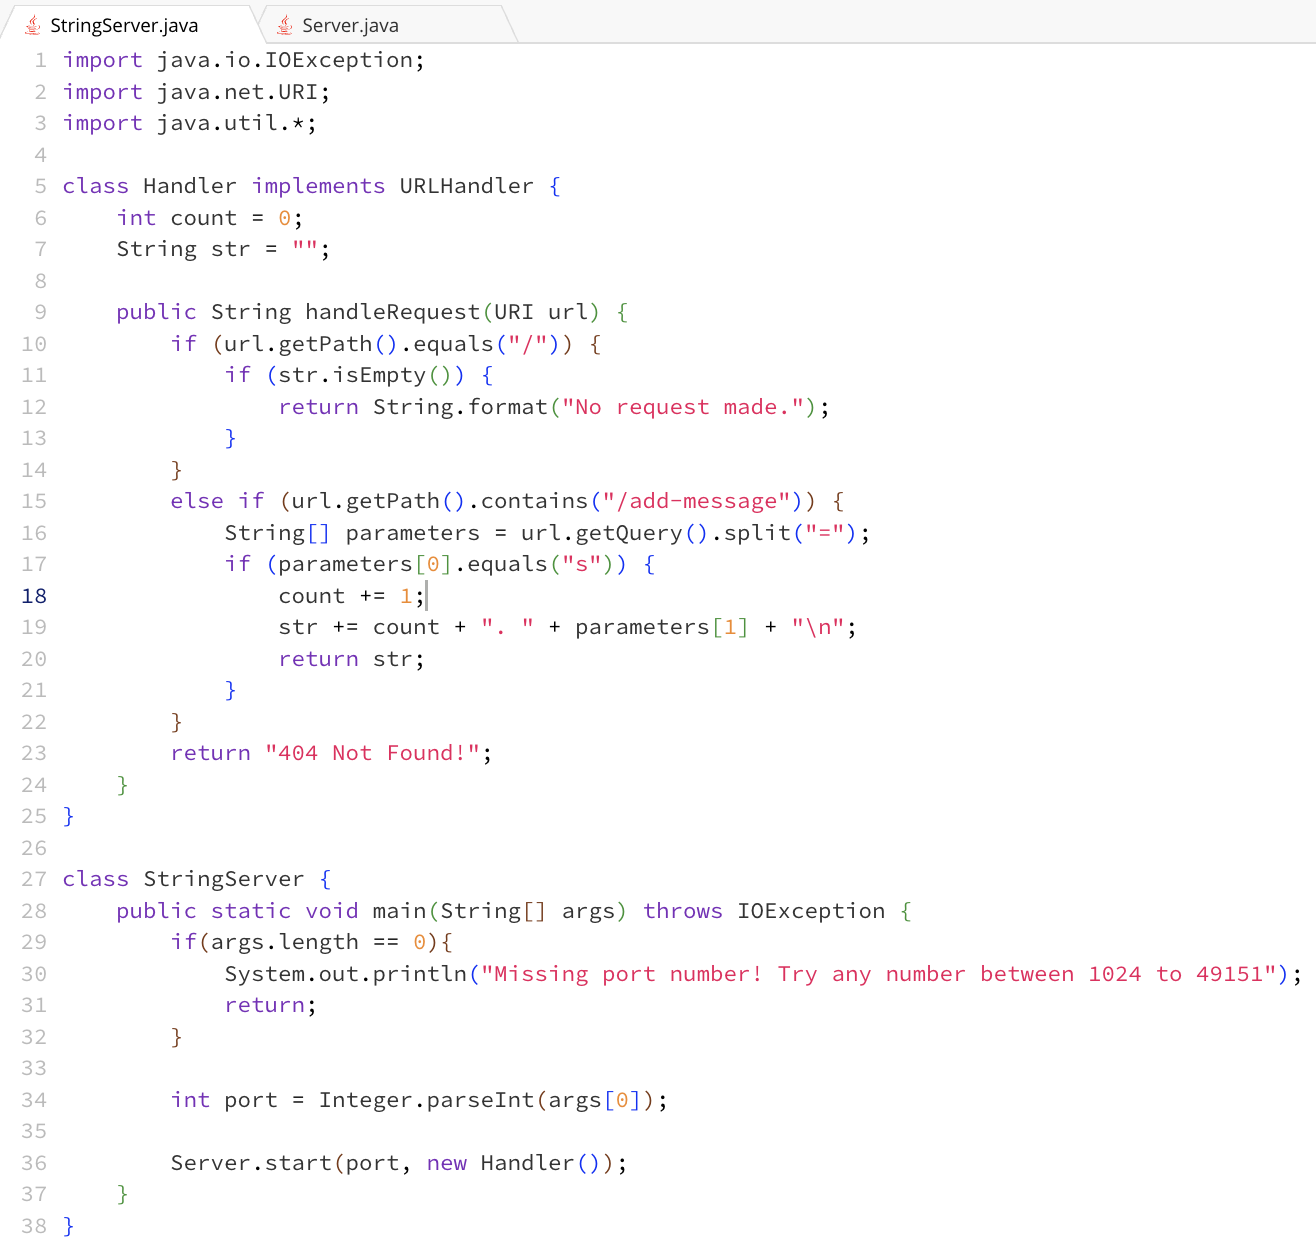 StringServer.java Server.java
1 import java.io.IOException;
2 import java.net.URI;
3 import java.util.*;
4
5 class Handler implements URLHandler {
6     int count = 0;
7     String str = "";
8
9     public String handleRequest(URI url) {
10         if (url.getPath().equals("/")) {
11             if (str.isEmpty()) {
12                 return String.format("No request made.");
13             }
14         }
15         else if (url.getPath().contains("/add-message")) {
16             String[] parameters = url.getQuery().split("=");
17             if (parameters[0].equals("s")) {
18                 count += 1;
19                 str += count + ". " + parameters[1] + "\n";
20                 return str;
21             }
22         }
23         return "404 Not Found!";
24     }
25 }
26
27 class StringServer {
28     public static void main(String[] args) throws IOException {
29         if(args.length == 0){
30             System.out.println("Missing port number! Try any number between 1024 to 49151");
31             return;
32         }
33
34         int port = Integer.parseInt(args[0]);
35
36         Server.start(port, new Handler());
37     }
38 }